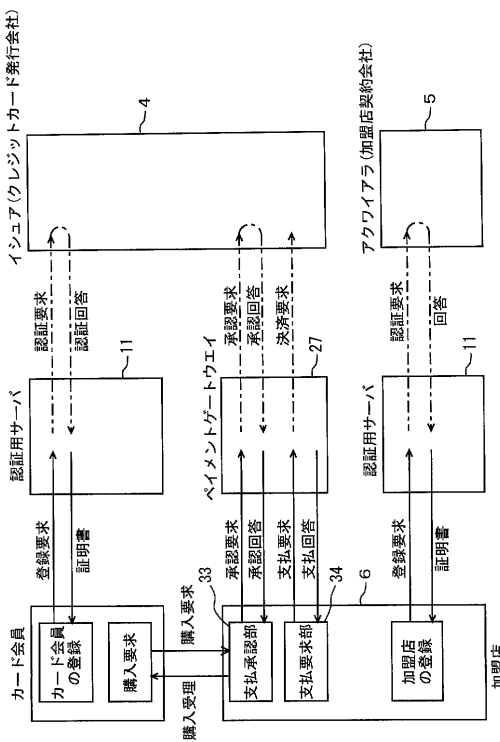 カード会員
カード会員
の登録
購入要求
購入要求
購入受理
登録要求
証明書
認証用サーバ
11
認証要求
認証回答
イシュア(クレジットカード発行会社)
4
33
支払承認部
支払要求部
34
承認要求
承認回答
支払要求
支払回答
ペイメントゲートウエイ
27
承認要求
承認回答
決済要求
6
加盟店
の登録
加盟店
登録要求
証明書
認証用サーバ
11
認証要求
回答
アクワイアラ(加盟店契約会社)
5